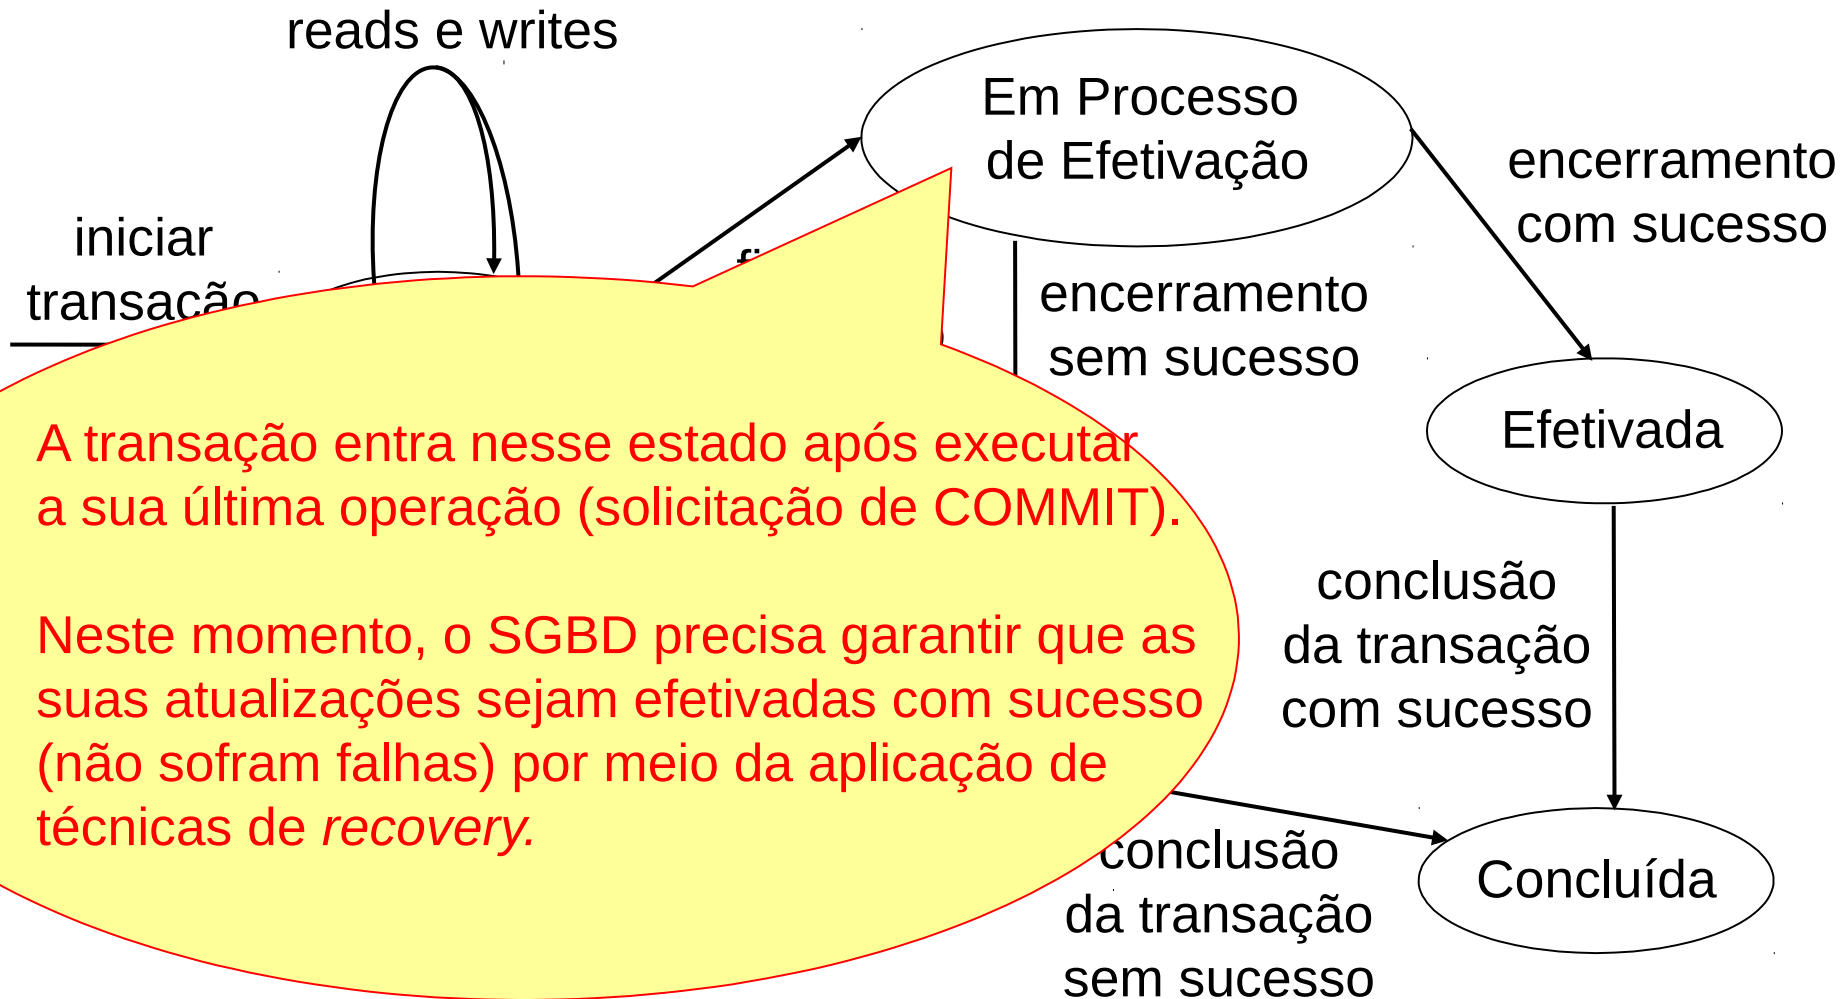 reads e writes
Em Processo
de Efetivação
encerramento
com sucesso
iniciar
transação
encerramento
sem sucesso
Efetivada
A transação entra nesse estado após executar
a sua última operação (solicitação de COMMIT).
Neste momento, o SGBD precisa garantir que as
suas atualizações sejam efetivadas com sucesso
(não sofram falhas) por meio da aplicação de
técnicas de recovery.
conclusão
da transação
com sucesso
conclusão
da transação
sem sucesso
Concluída